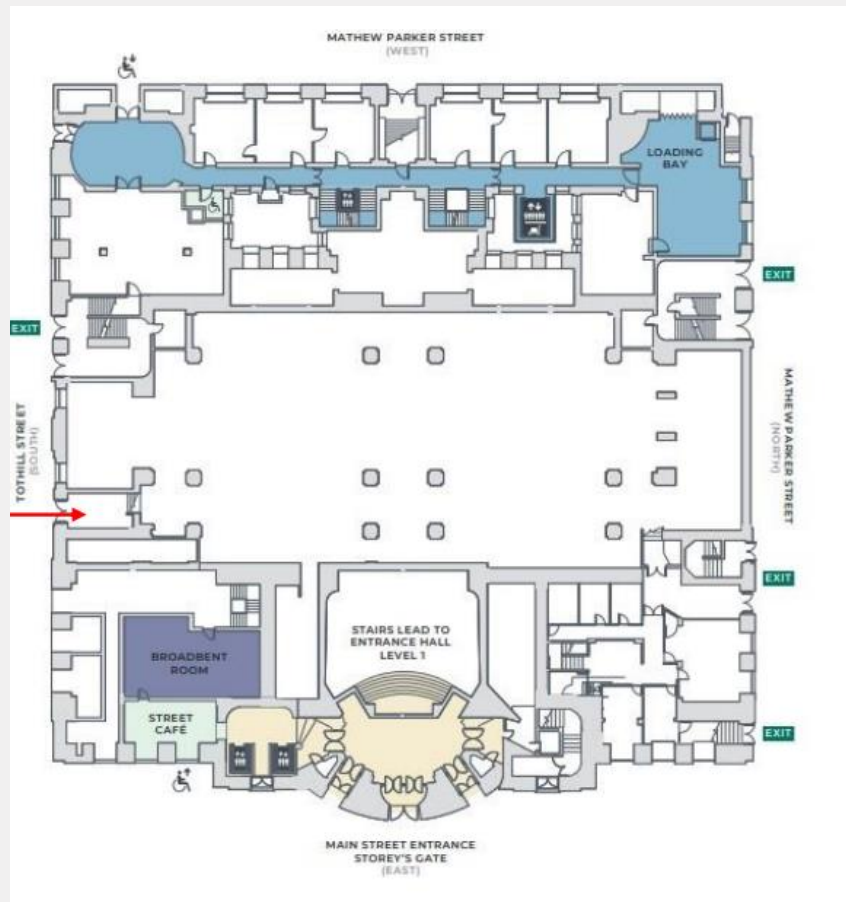 MATHEW PARKER STREET
(WEST)
LOADING
BAY
EXIT
EXIT
TOTHILL STREET
(SOUTH)
MATHEW PARKER STREET
(NORTH)
EXIT
STAIRS LEAD TO
ENTRANCE HALL
LEVEL 1
BROADBENT
ROOM
STREET
CAFÉ
EXIT
MAIN STREET ENTRANCE
STOREY'S GATE
(EAST)